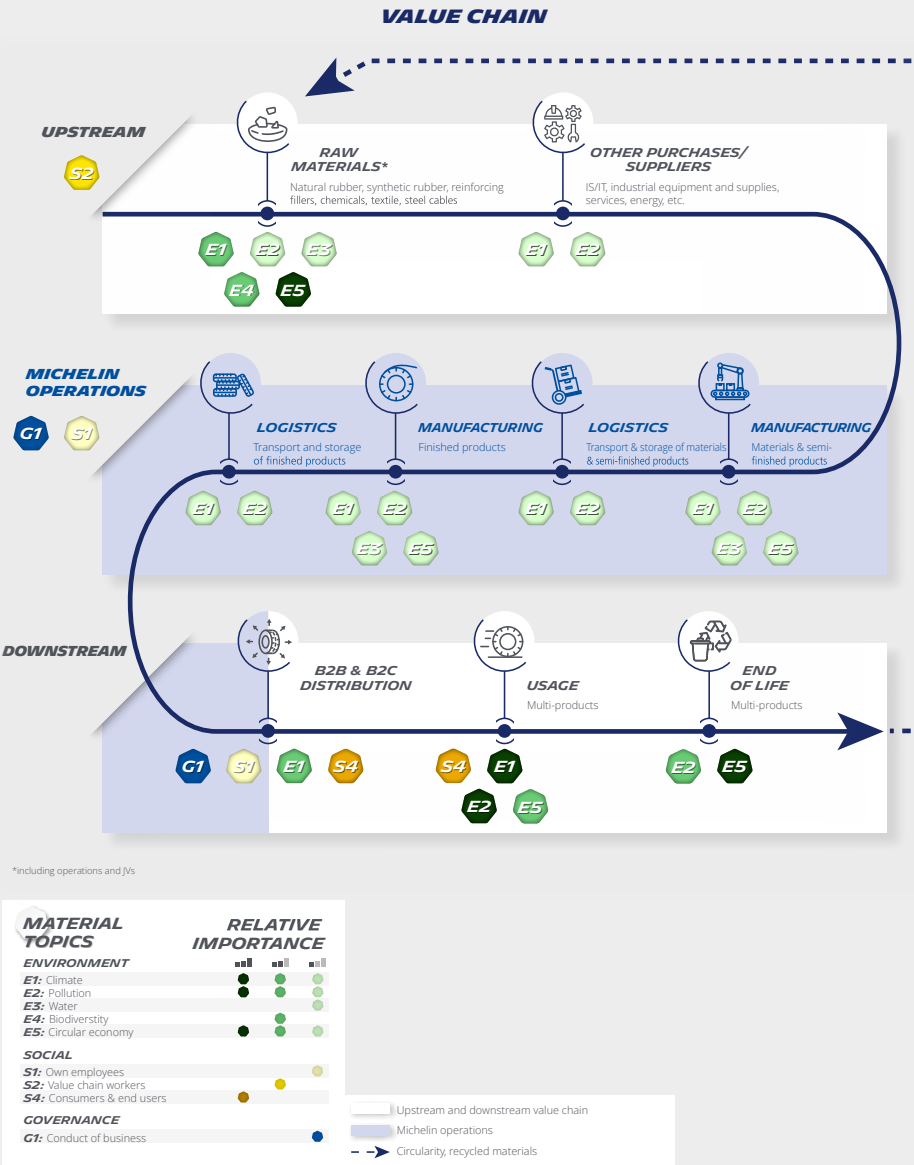 VALUE CHAIN
UPSTREAM
S2
RAW
MATERIALS*
Natural rubber, synthetic rubber, reinforcing
fillers, chemicals, textile, steel cables
OTHER PURCHASES/
SUPPLIERS
IS/IT, industrial equipment and supplies,
services, energy, etc.
E1 E2 E3
E4 E5
E1 E2
MICHELIN
OPERATIONS
G1 S1
LOGISTICS
Transport and storage
of finished products
MANUFACTURING
Finished products
LOGISTICS
Transport & storage of materials
& semi-finished products
MANUFACTURING
Materials & semi-
finished products
E1 E2
E1 E2
E3 E5
E1 E2
E1 E2
E3 E5
DOWNSTREAM
B2B & B2C
DISTRIBUTION
USAGE
Multi-products
END
OF LIFE
Multi-products
G1 S1 E1 S4
S4 E1
E2 E5
E2 E5
*including operations and JVs
MATERIAL
TOPICS
RELATIVE
IMPORTANCE
ENVIRONMENT
E1: Climate
E2: Pollution
E3: Water
E4: Biodiverstity
E5: Circular economy
SOCIAL
S1: Own employees
S2: Value chain workers
S4: Consumers & end users
GOVERNANCE
G1: Conduct of business
Upstream and downstream value chain
Michelin operations
Circularity, recycled materials